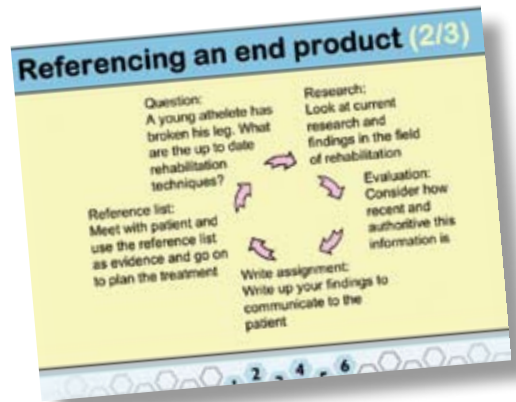 Referencing an end product (2/3)
Question:
A young athelete has
broken his leg. What
are the up to date
rehabilitation
techniques?
Research:
Look at current
research and
findings in the field
of rehabilitation
Evaluation:
Consider how
recent and
authoritive this
information is
Write assignment:
Write up your findings to
communicate to the
patient
Reference list:
Meet with patient and
use the reference list
as evidence and go on
to plan the treatment
2 4 6